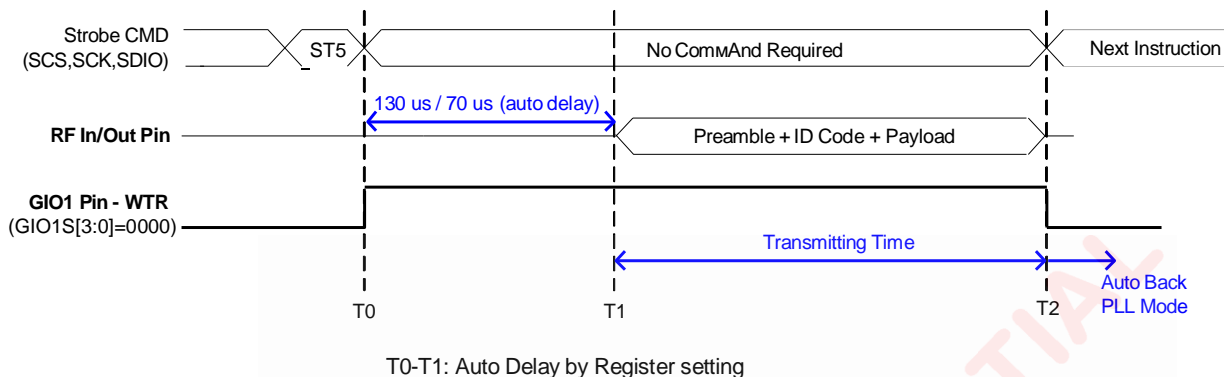 Strobe CMD
(SCS,SCK,SDIO)
ST5
No CommAnd Required
Next Instruction
130 us / 70 us (auto delay)
RF In/Out Pin
Preamble + ID Code + Payload
GIO1 Pin - WTR
(GIO1S[3:0]=0000)
Transmitting Time
Auto Back
PLL Mode
T0
T1
T2
T0-T1: Auto Delay by Register setting
TIAL